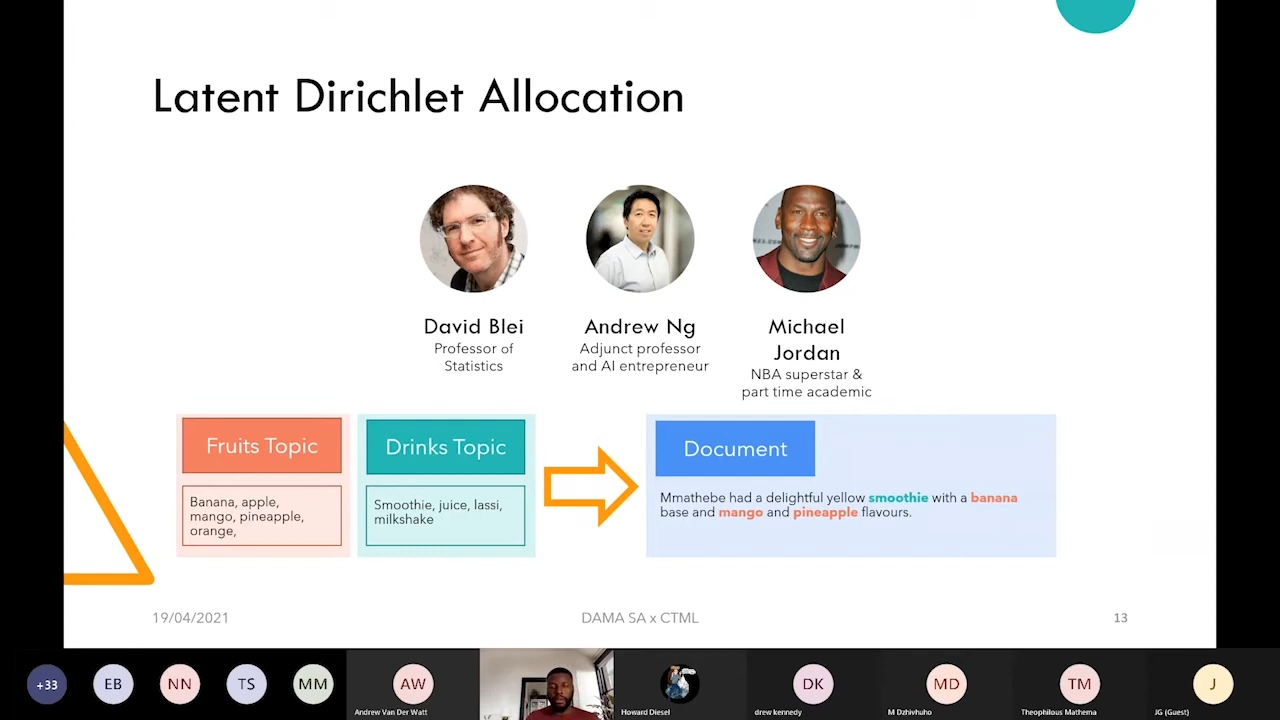 Latent Dirichlet Allocation
David Blei
Professor of
Statistics
Andrew Ng
Adjunct professor
and AI entrepreneur
Michael
Jordan
NBA superstar &
part time academic
Fruits Topic
Banana, apple,
mango, pineapple,
orange,
Drinks Topic
Smoothie, juice, lassi,
milkshake
Document
Mmathebe had a delightful yellow smoothie with a banana
base and mango and pineapple flavours.
19/04/2021
DAMA SA x CTML
13
+33
EB
NN
TS
MM
AW
Andrew Van Der Watt
Howard Diesel
DK
drew kennedy
MD
M Dzhivhuho
TM
Theophilous Mathema
J
JG (Guest)